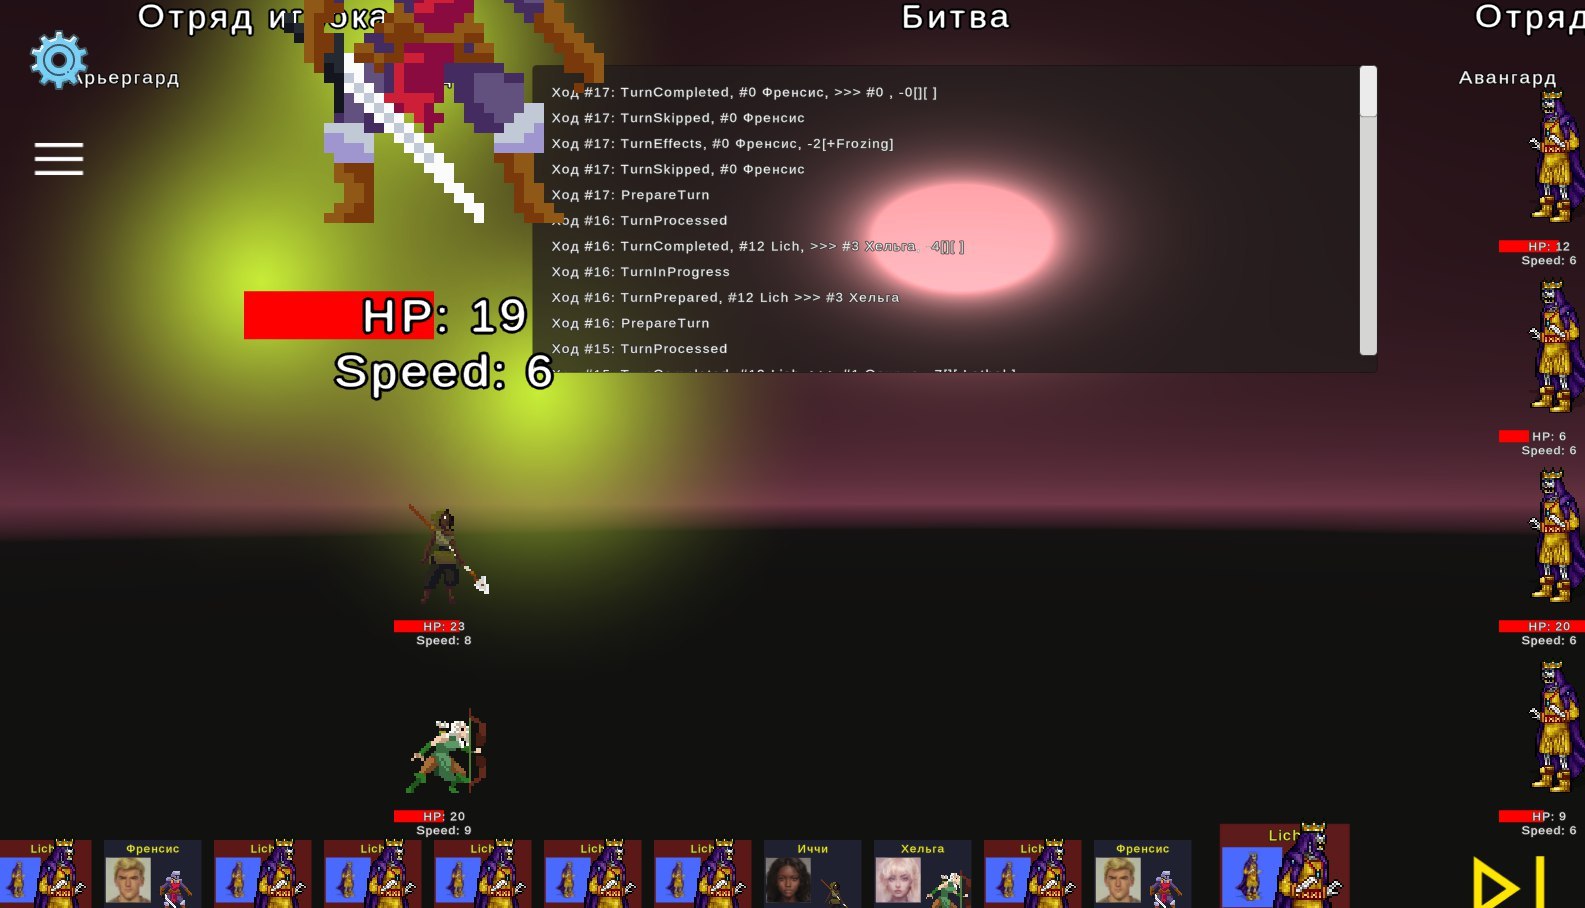 Отряд игрока
Битва
Отряд
Арьергард
Авангард
Ход #17: TurnCompleted, #0 Френсис, >>> #0 , -0[][ ]
Ход #17: TurnSkipped, #0 Френсис
Ход #17: TurnEffects, #0 Френсис, -2[+Frozing]
Ход #17: TurnSkipped, #0 Френсис
Ход #17: PrepareTurn
Ход #16: TurnProcessed
Ход #16: TurnCompleted, #12 Lich, >>> #3 Хельга, -4[][ ]
Ход #16: TurnInProgress
Ход #16: TurnPrepared, #12 Lich >>> #3 Хельга
Ход #16: PrepareTurn
Ход #15: TurnProcessed
HP: 19
Speed: 6
HP: 12
Speed: 6
HP: 6
Speed: 6
HP: 23
Speed: 8
HP: 20
Speed: 6
HP: 20
Speed: 9
HP: 9
Speed: 6
Lich
Френсис
Lich
Lich
Lich
Lich
Lich
Иччи
Хельга
Lich
Френсис
Lich